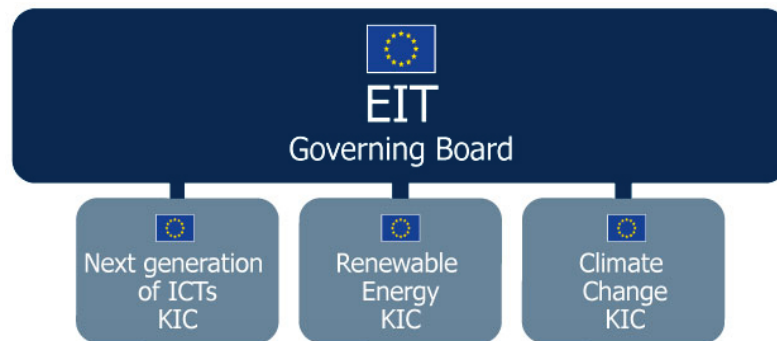 EIT
Governing Board
Next generation
of ICTs
KIC
Renewable
Energy
KIC
Climate
Change
KIC